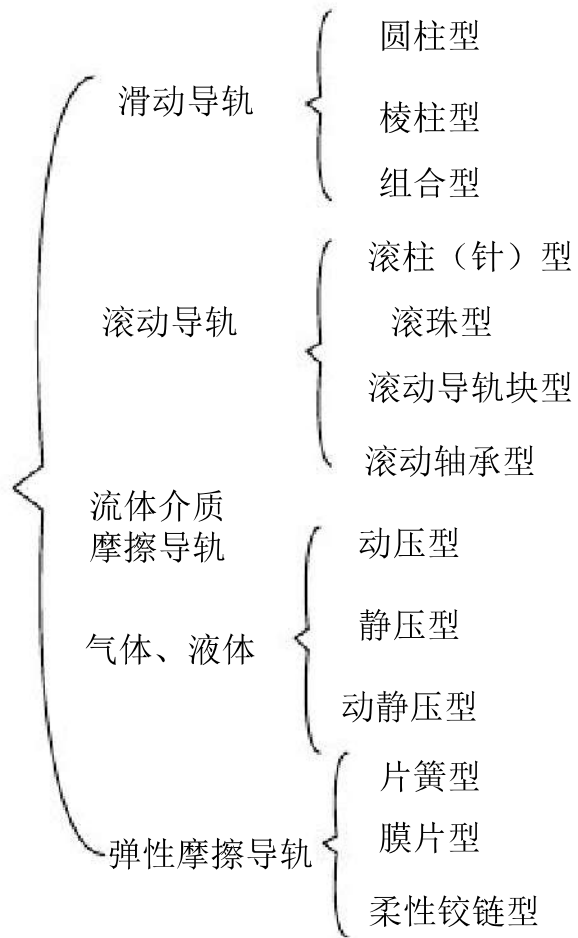 滑动导轨
圆柱型
棱柱型
组合型
滚动导轨
滚柱（针）型
滚珠型
滚动导轨块型
滚动轴承型
流体介质
摩擦导轨
气体、液体
动压型
静压型
动静压型
弹性摩擦导轨
片簧型
膜片型
柔性铰链型